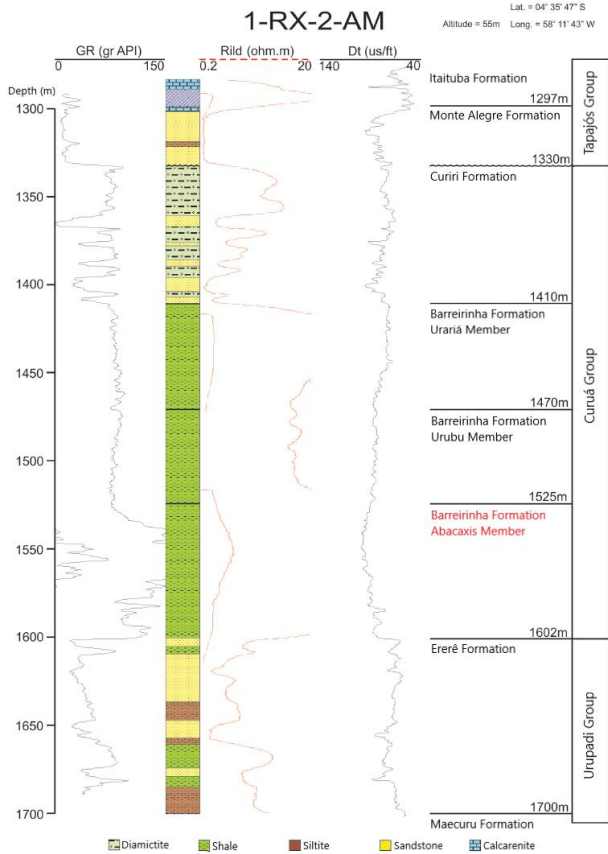 1-RX-2-AM
Lat. = 04° 35' 47" S
Altitude = 55m Long. = 58° 11' 43" W
GR (gr API)
Rild (ohm.m)
Dt (us/ft)
0 150
0.2 20
140 40
Depth (m)
1300
1350
1400
1450
1500
1550
1600
1650
1700
Itaituba Formation
1297m
Monte Alegre Formation
1330m
Curiri Formation
1410m
Barreirinha Formation
Urariá Member
1470m
Barreirinha Formation
Urubu Member
1525m
Barreirinha Formation
Abacaxis Member
1602m
Ererê Formation
1700m
Maecuru Formation
Tapajós Group
Curuá Group
Urupadi Group
Diamictite Shale Siltite Sandstone Calcarenite